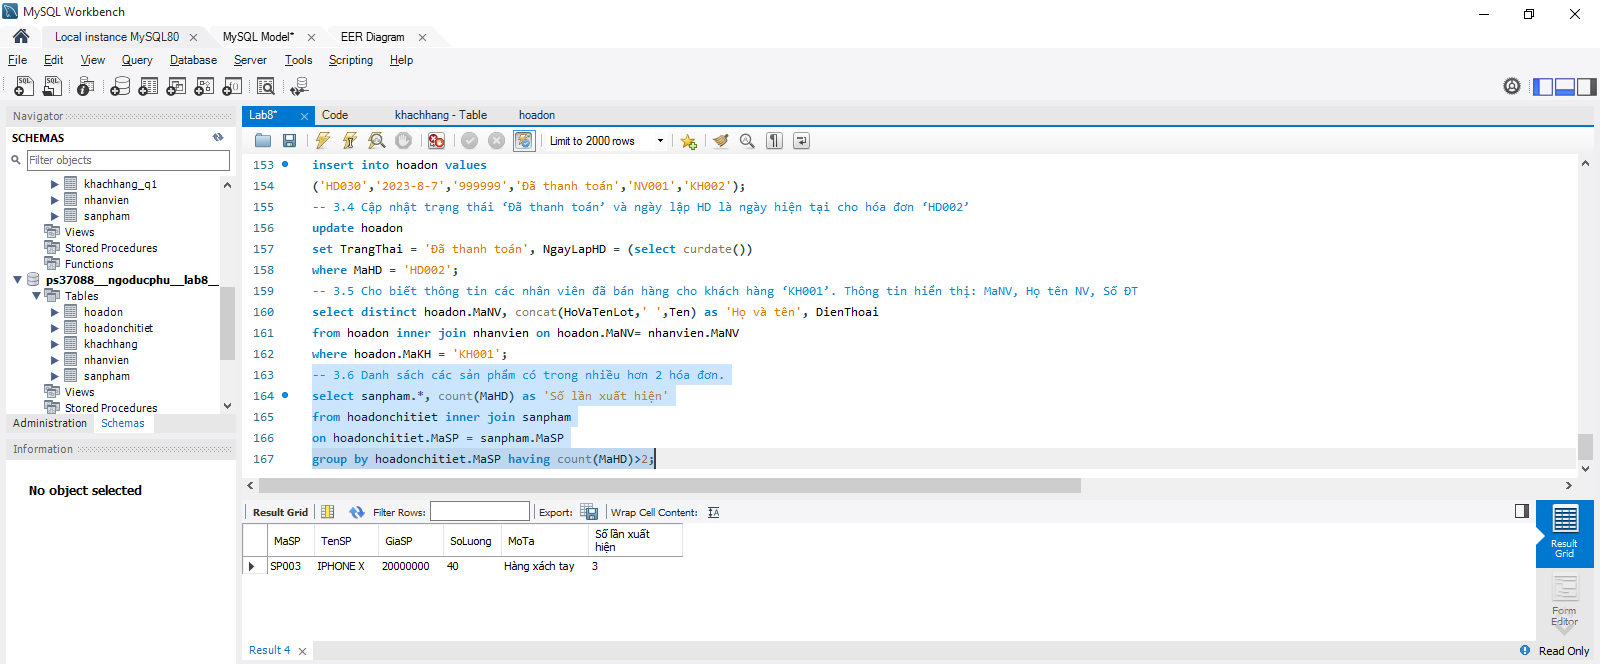 MySQL Workbench
Local instance MySQL80
MySQL Model*
EER Diagram
File Edit View Query Database Server Tools Scripting Help
Navigator
SCHEMAS
Filter objects
khachhang_q1
nhanvien
sanpham
Views
Stored Procedures
Functions
ps37088__ngoducphu__lab8__
Tables
hoadon
hoadonchitiet
khachhang
nhanvien
sanpham
Views
Stored Procedures
Administration Schemas
Information
No object selected
Lab8*
Code
khachhang - Table
hoadon
Limit to 2000 rows
153 insert into hoadon values
154 ('HD030','2023-8-7','999999','Đã thanh toán','NV001','KH002');
155 -- 3.4 Cập nhật trạng thái ‘Đã thanh toán’ và ngày lập HD là ngày hiện tại cho hóa đơn ‘HD002’
156 update hoadon
157 set TrangThai = 'Đã thanh toán', NgayLapHD = (select curdate())
158 where MaHD = 'HD002';
159 -- 3.5 Cho biết thông tin các nhân viên đã bán hàng cho khách hàng ‘KH001’. Thông tin hiển thị: MaNV, Họ tên NV, Số ĐT
160 select distinct hoadon.MaNV, concat(HoVaTenLot,' ',Ten) as 'Họ và tên', DienThoai
161 from hoadon inner join nhanvien on hoadon.MaNV= nhanvien.MaNV
162 where hoadon.MaKH = 'KH001';
163 -- 3.6 Danh sách các sản phẩm có trong nhiều hơn 2 hóa đơn.
164 select sanpham.*, count(MaHD) as 'Số lần xuất hiện'
165 from hoadonchitiet inner join sanpham
166 on hoadonchitiet.MaSP = sanpham.MaSP
167 group by hoadonchitiet.MaSP having count(MaHD)>2;
Result Grid Filter Rows: Export: Wrap Cell Content:
MaSP TenSP GiaSP SoLuong MoTa Số lần xuất hiện
SP003 IPHONE X 20000000 40 Hàng xách tay 3
Result Grid
Form Editor
Result 4
Read Only